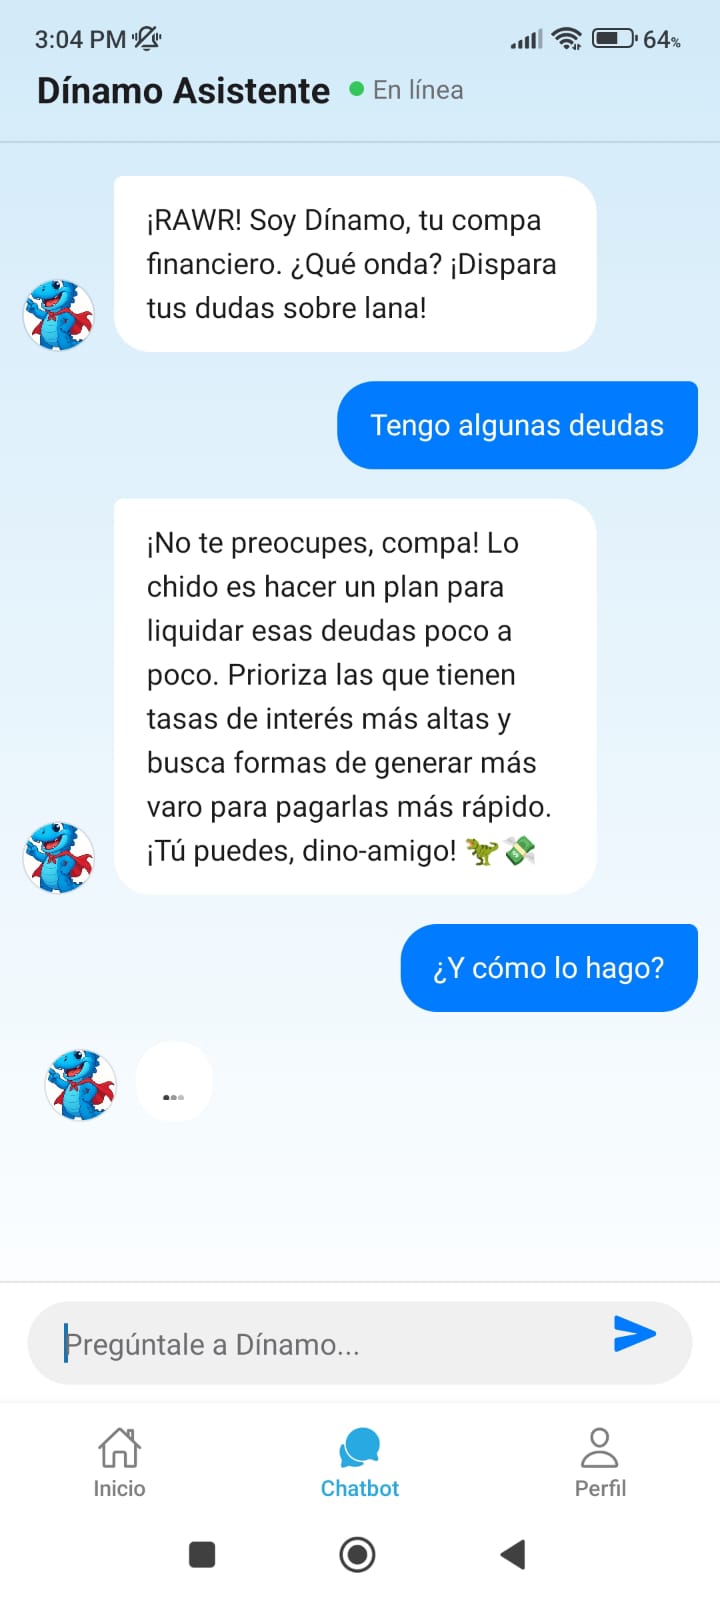 3:04 PM
64%
Dínamo Asistente
En línea
¡RAWR! Soy Dínamo, tu compa
financiero. ¿Qué onda? ¡Dispara
tus dudas sobre lana!
Tengo algunas deudas
¡No te preocupes, compa! Lo
chido es hacer un plan para
liquidar esas deudas poco a
poco. Prioriza las que tienen
tasas de interés más altas y
busca formas de generar más
varo para pagarlas más rápido.
¡Tú puedes, dino-amigo! 🦖💸
¿Y cómo lo hago?
...
Pregúntale a Dínamo...
Inicio
Chatbot
Perfil